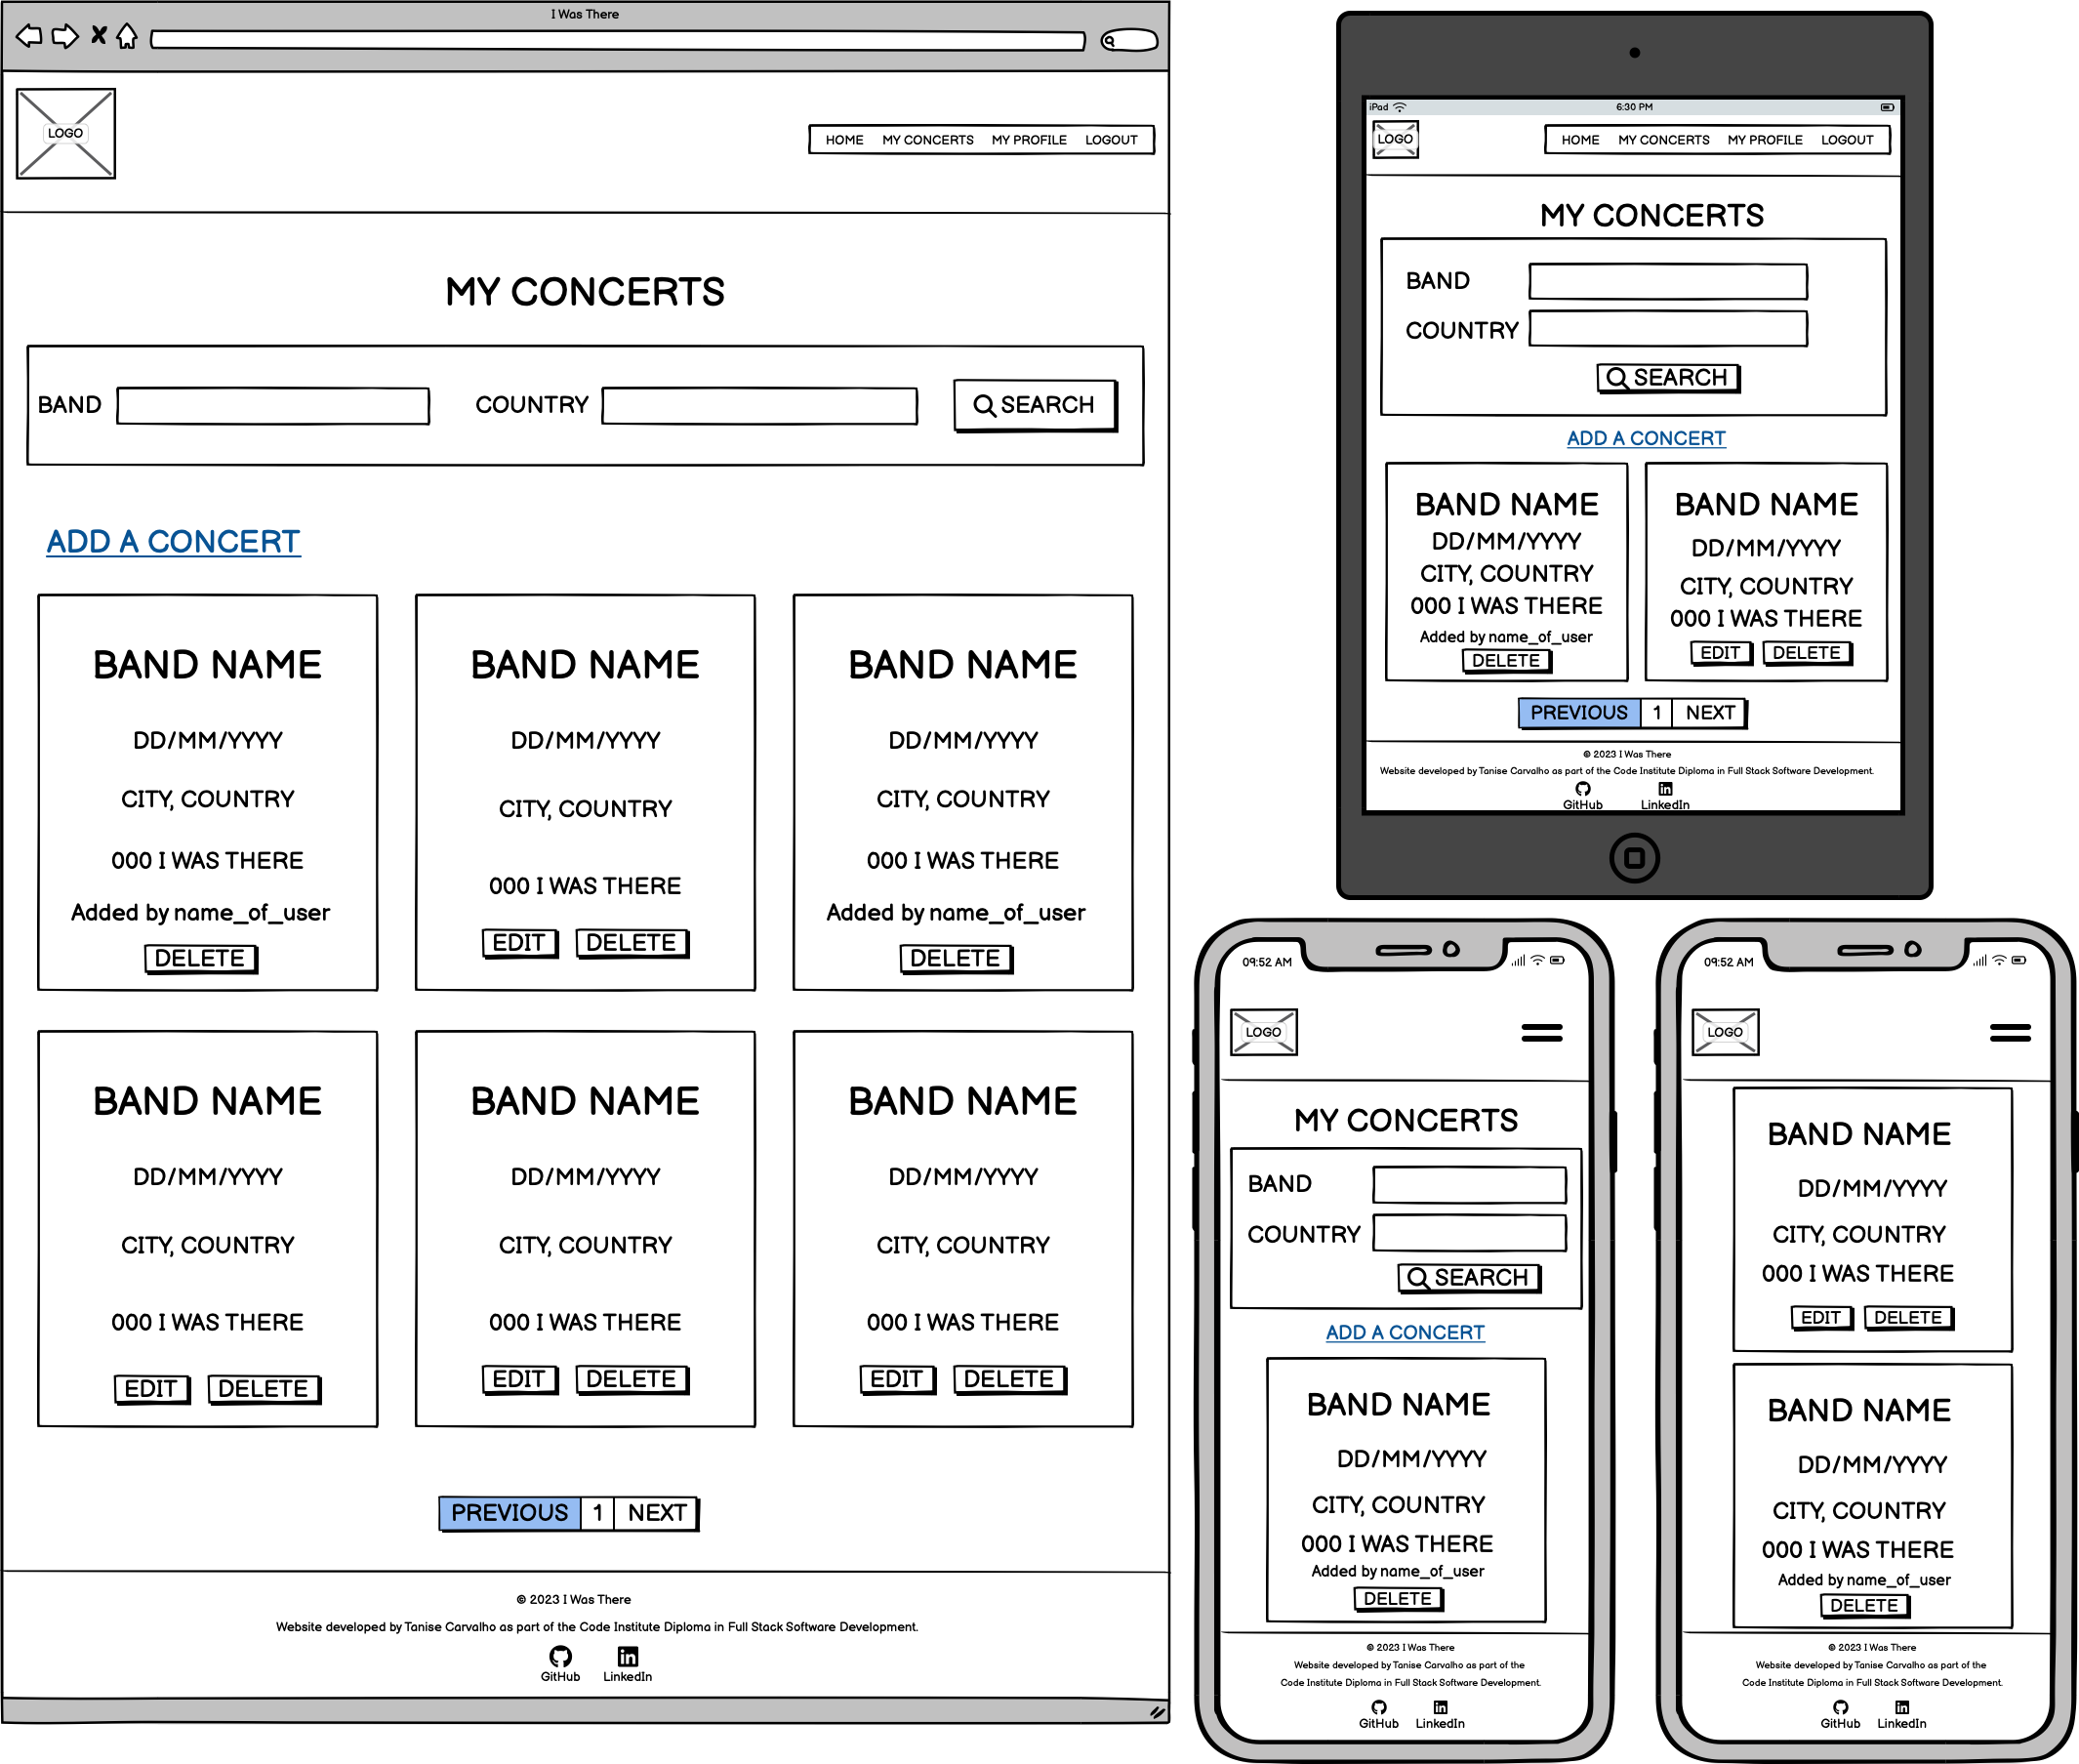 I Was There
LOGO
HOME MY CONCERTS MY PROFILE LOGOUT
MY CONCERTS
BAND COUNTRY SEARCH
ADD A CONCERT
BAND NAME BAND NAME BAND NAME
DD/MM/YYYY DD/MM/YYYY DD/MM/YYYY
CITY, COUNTRY CITY, COUNTRY CITY, COUNTRY
000 I WAS THERE 000 I WAS THERE 000 I WAS THERE
Added by name_of_user Added by name_of_user
DELETE EDIT DELETE DELETE
BAND NAME BAND NAME BAND NAME
DD/MM/YYYY DD/MM/YYYY DD/MM/YYYY
CITY, COUNTRY CITY, COUNTRY CITY, COUNTRY
000 I WAS THERE 000 I WAS THERE 000 I WAS THERE
EDIT DELETE EDIT DELETE EDIT DELETE
PREVIOUS 1 NEXT
© 2023 I Was There
Website developed by Tanise Carvalho as part of the Code Institute Diploma in Full Stack Software Development.
GitHub LinkedIn
iPad 6:30 PM
LOGO HOME MY CONCERTS MY PROFILE LOGOUT
MY CONCERTS
BAND
COUNTRY
SEARCH
ADD A CONCERT
BAND NAME BAND NAME
DD/MM/YYYY DD/MM/YYYY
CITY, COUNTRY CITY, COUNTRY
000 I WAS THERE 000 I WAS THERE
Added by name_of_user
DELETE EDIT DELETE
PREVIOUS 1 NEXT
© 2023 I Was There
Website developed by Tanise Carvalho as part of the Code Institute Diploma in Full Stack Software Development.
GitHub LinkedIn
09:52 AM
LOGO
MY CONCERTS
BAND
COUNTRY
SEARCH
ADD A CONCERT
BAND NAME
DD/MM/YYYY
CITY, COUNTRY
000 I WAS THERE
Added by name_of_user
DELETE
© 2023 I Was There
Website developed by Tanise Carvalho as part of the
Code Institute Diploma in Full Stack Software Development.
GitHub LinkedIn
09:52 AM
LOGO
BAND NAME
DD/MM/YYYY
CITY, COUNTRY
000 I WAS THERE
EDIT DELETE
BAND NAME
DD/MM/YYYY
CITY, COUNTRY
000 I WAS THERE
Added by name_of_user
DELETE
© 2023 I Was There
Website developed by Tanise Carvalho as part of the
Code Institute Diploma in Full Stack Software Development.
GitHub LinkedIn